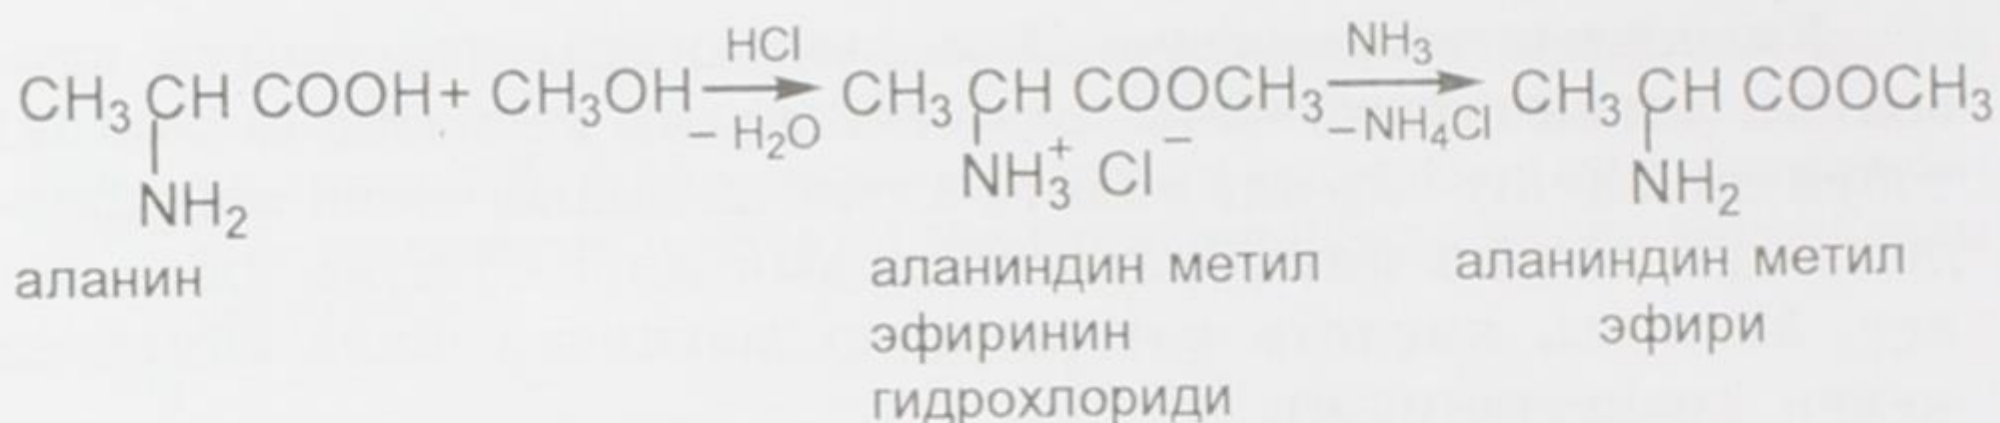 HCl NH₃
CH₃ CH COOH + CH₃OH → CH₃ CH COOCH₃ → CH₃ CH COOCH₃
– H₂O – NH₄Cl
NH₂ NH₃⁺ Cl⁻ NH₂
аланин аланиндин метил аланиндин метил
эфиринин эфири
гидрохлориди